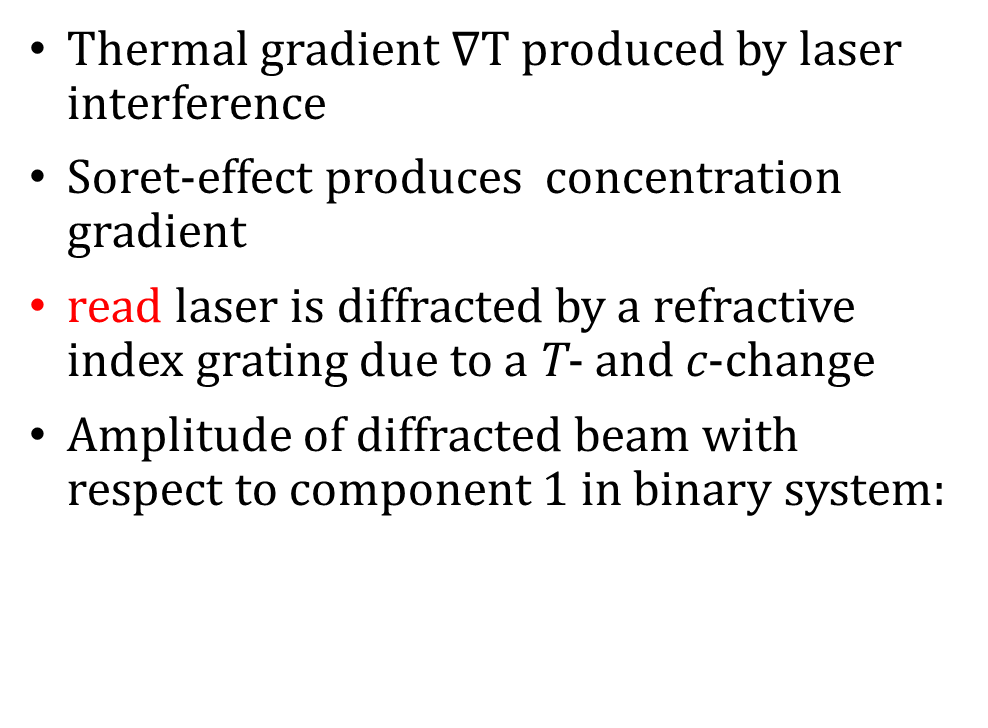 • Thermal gradient ∇T produced by laser
interference
• Soret-effect produces  concentration
gradient
• read laser is diffracted by a refractive
index grating due to a T- and c-change
• Amplitude of diffracted beam with
respect to component 1 in binary system: